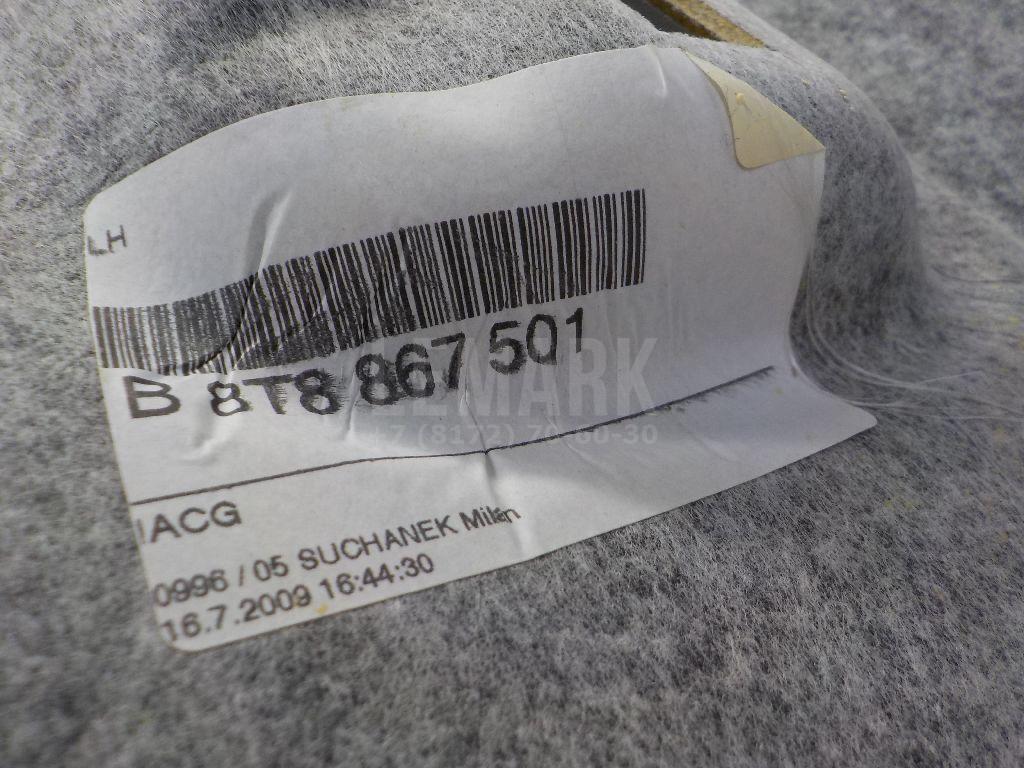 LH
B 8T8 867 501
IACG
0996 / 05 SUCHANEK Milan
16.7.2009 16:44:30